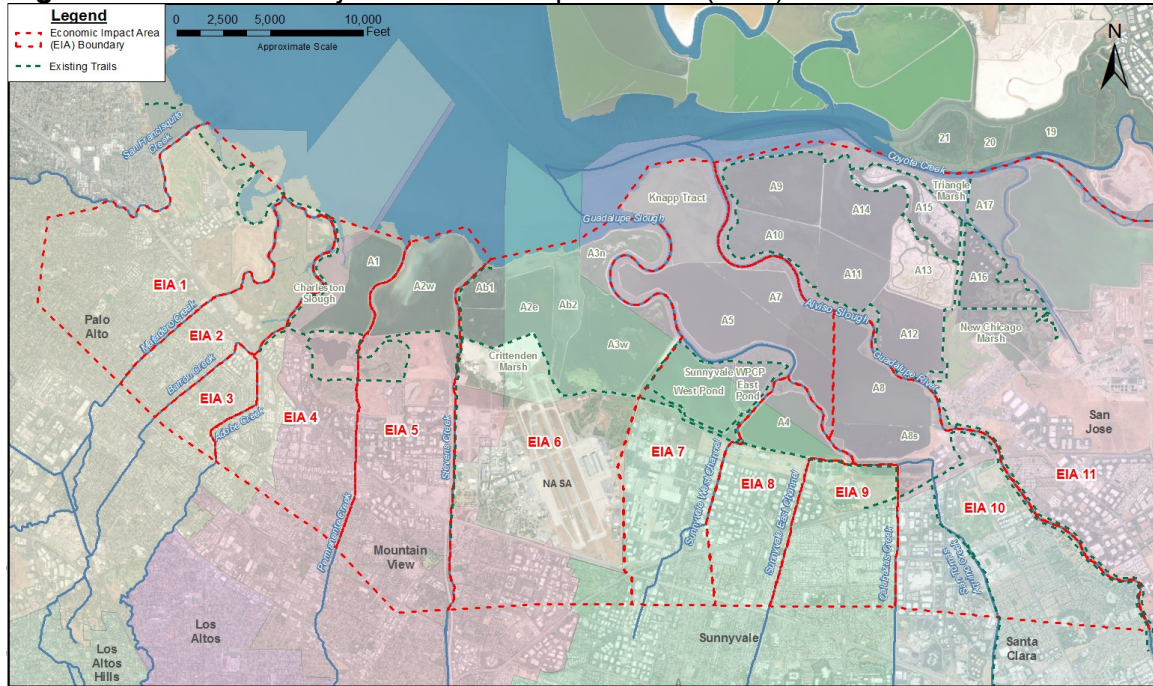 Legend
Economic Impact Area
(EIA) Boundary
Existing Trails
0 2,500 5,000 10,000
Feet
Approximate Scale
N
San Francisquito
Creek
21
20
19
Coyote Creek
Triangle
Marsh
Knapp Tract
A9
A14
A15
A17
Guadalupe Slough
A3n
A10
A11
A13
A16
A1
A2w
Ab1
A2e
Ab2
EIA 1
Charleston
Slough
Palo
Alto
Matadero Creek
EIA 2
A7
Alviso Slough
A5
A12
New Chicago
Marsh
A3w
Crittenden
Marsh
Barron Creek
Guadalupe River
Sunnyvale WPCP
West Pond
East
Pond
A8
EIA 3
Adobe Creek
EIA 4
EIA 5
Stevens Creek
EIA 6
EIA 7
A4
A8s
San
Jose
NASA
Sunnyvale West Channel
EIA 8
EIA 9
EIA 10
EIA 11
Sunnyvale East Channel
Calabazas Creek
San Tomas
Aquino Creek
Permanente Creek
Mountain
View
Los
Altos
Los
Altos
Hills
Sunnyvale
Santa
Clara